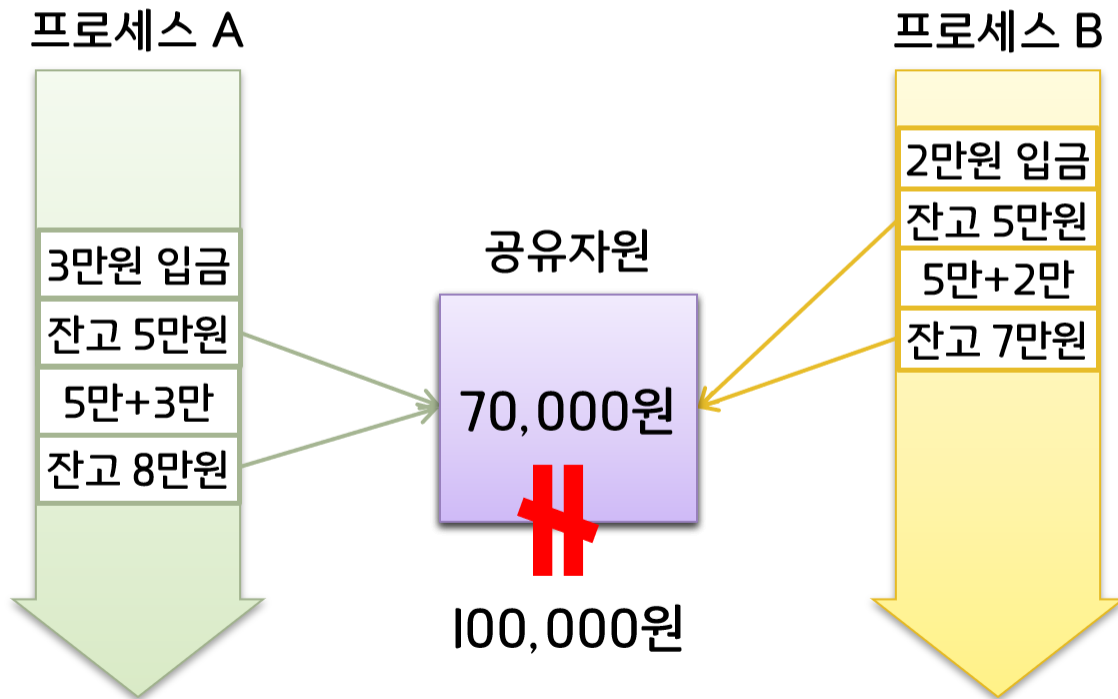 프로세스 A
3만원 입금
잔고 5만원
5만+3만
잔고 8만원
공유자원
70,000원
100,000원
프로세스 B
2만원 입금
잔고 5만원
5만+2만
잔고 7만원